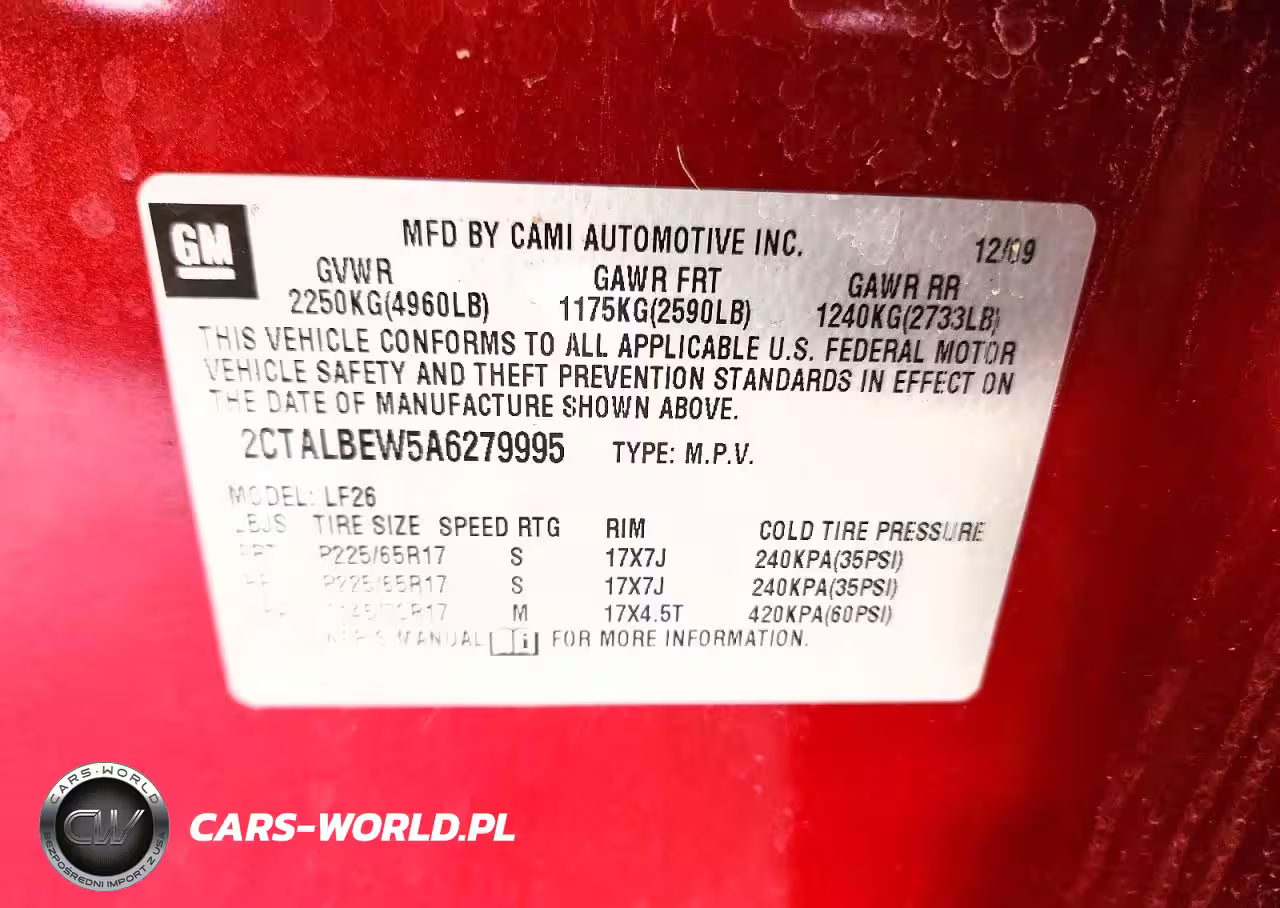 GM
MFD BY CAMI AUTOMOTIVE INC.
12/09
GVWR GAWR FRT GAWR RR
2250KG(4960LB) 1175KG(2590LB) 1240KG(2733LB)
THIS VEHICLE CONFORMS TO ALL APPLICABLE U.S. FEDERAL MOTOR
VEHICLE SAFETY AND THEFT PREVENTION STANDARDS IN EFFECT ON
THE DATE OF MANUFACTURE SHOWN ABOVE.
2CTALBEW5A6279995 TYPE: M.P.V.
MODEL: LF26
TIRE SIZE SPEED RTG RIM COLD TIRE PRESSURE
P225/65R17 S 17X7J 240KPA(35PSI)
P225/65R17 S 17X7J 240KPA(35PSI)
M 17X4.5T 420KPA(60PSI)
MANUAL FOR MORE INFORMATION.
CARS-WORLD
CW
BEZPOŚREDNI IMPORT Z USA
CARS-WORLD.PL